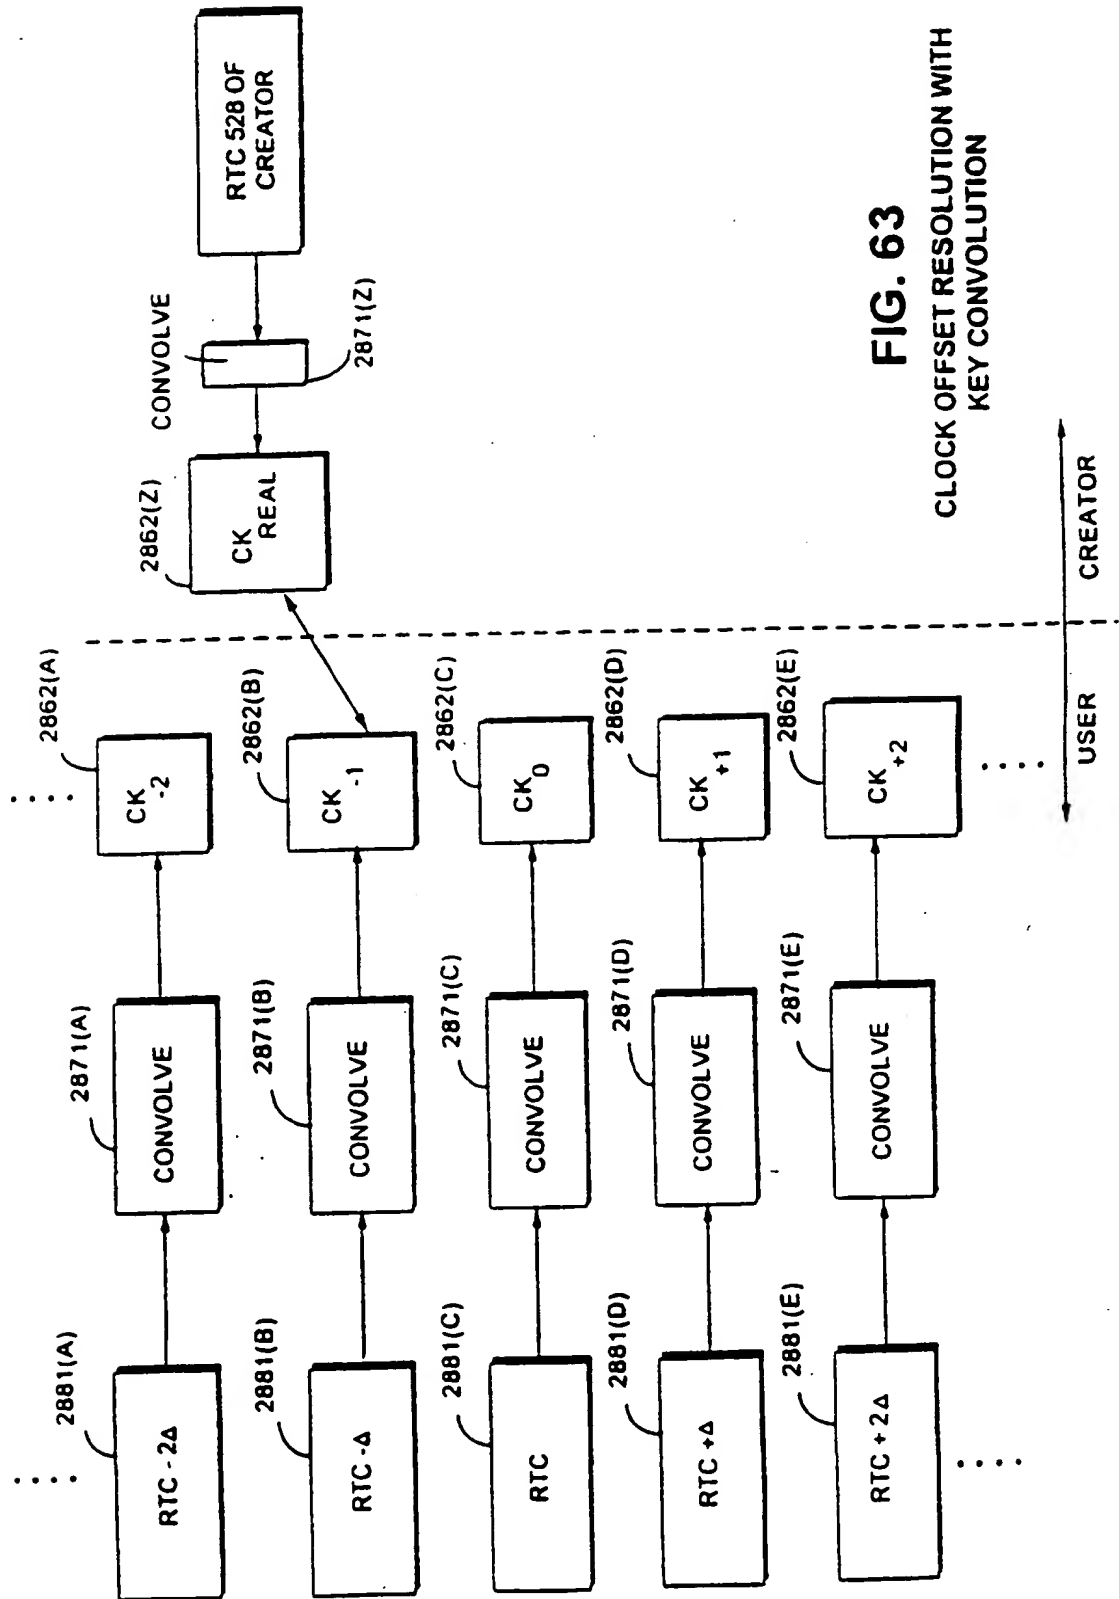 2881(A)
RTC - 2Δ
2871(A)
CONVOLVE
2862(A)
CK -2
2881(B)
RTC -Δ
2871(B)
CONVOLVE
2862(B)
CK -1
2881(C)
RTC
2871(C)
CONVOLVE
2862(C)
CK 0
2881(D)
RTC +Δ
2871(D)
CONVOLVE
2862(D)
CK +1
2881(E)
RTC + 2Δ
2871(E)
CONVOLVE
2862(E)
CK +2
2862(Z)
CK REAL
CONVOLVE
2871(Z)
RTC 528 OF
CREATOR
USER
CREATOR
FIG. 63
CLOCK OFFSET RESOLUTION WITH
KEY CONVOLUTION